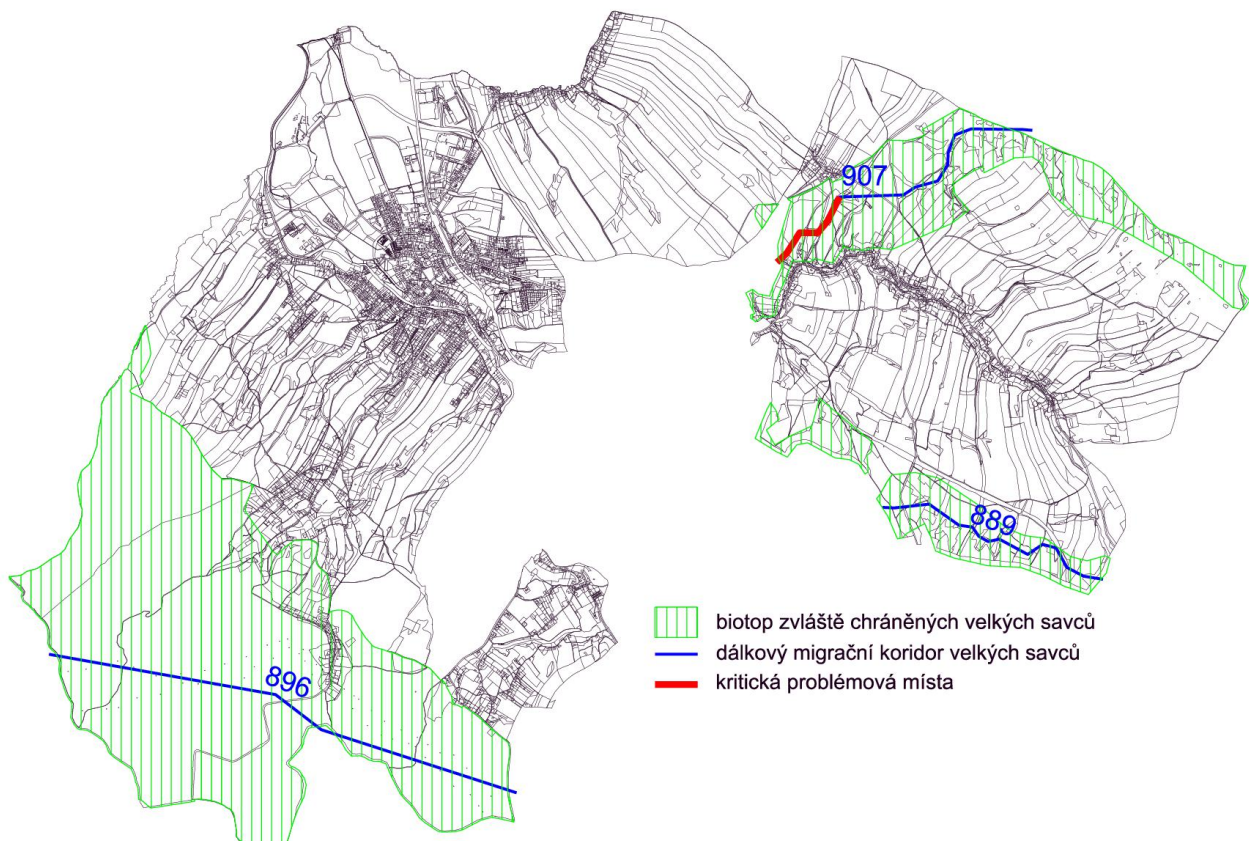 907
889
896
biotop zvláště chráněných velkých savců
dálkový migrační koridor velkých savců
kritická problémová místa